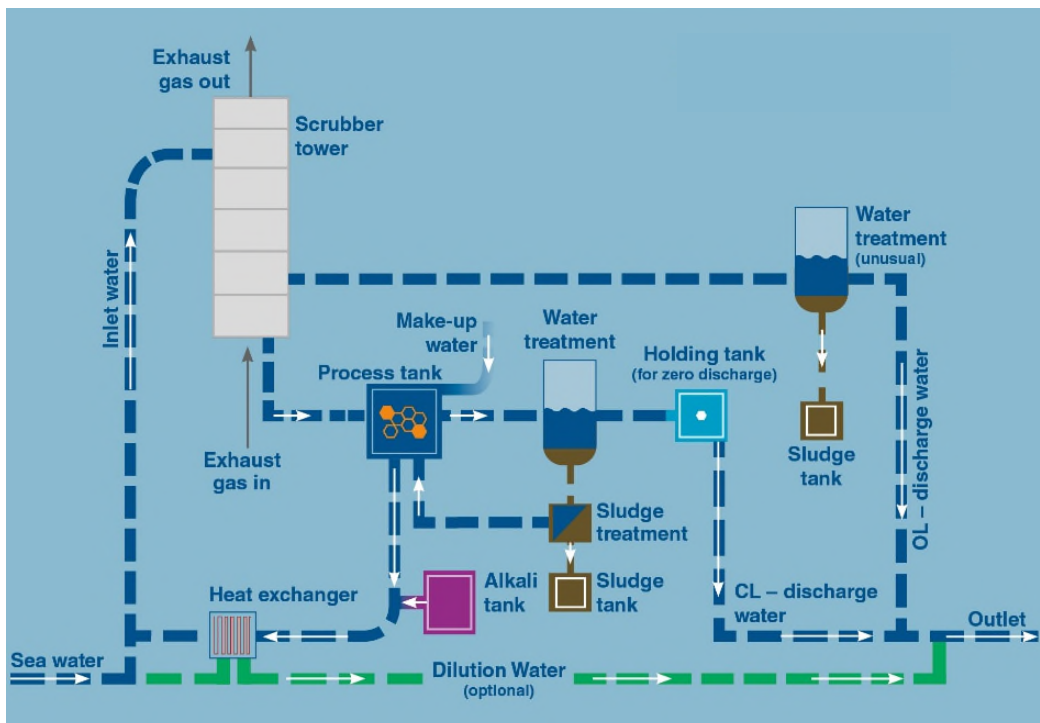 Exhaust
gas out
Scrubber
tower
Inlet water
Water
treatment
(unusual)
Make-up
water
Water
treatment
Holding tank
(for zero discharge)
Process tank
OL – discharge water
Exhaust
gas in
Sludge
tank
Sludge
treatment
Heat exchanger
Alkali
tank
Sludge
tank
CL – discharge
water
Outlet
Sea water
Dilution Water
(optional)